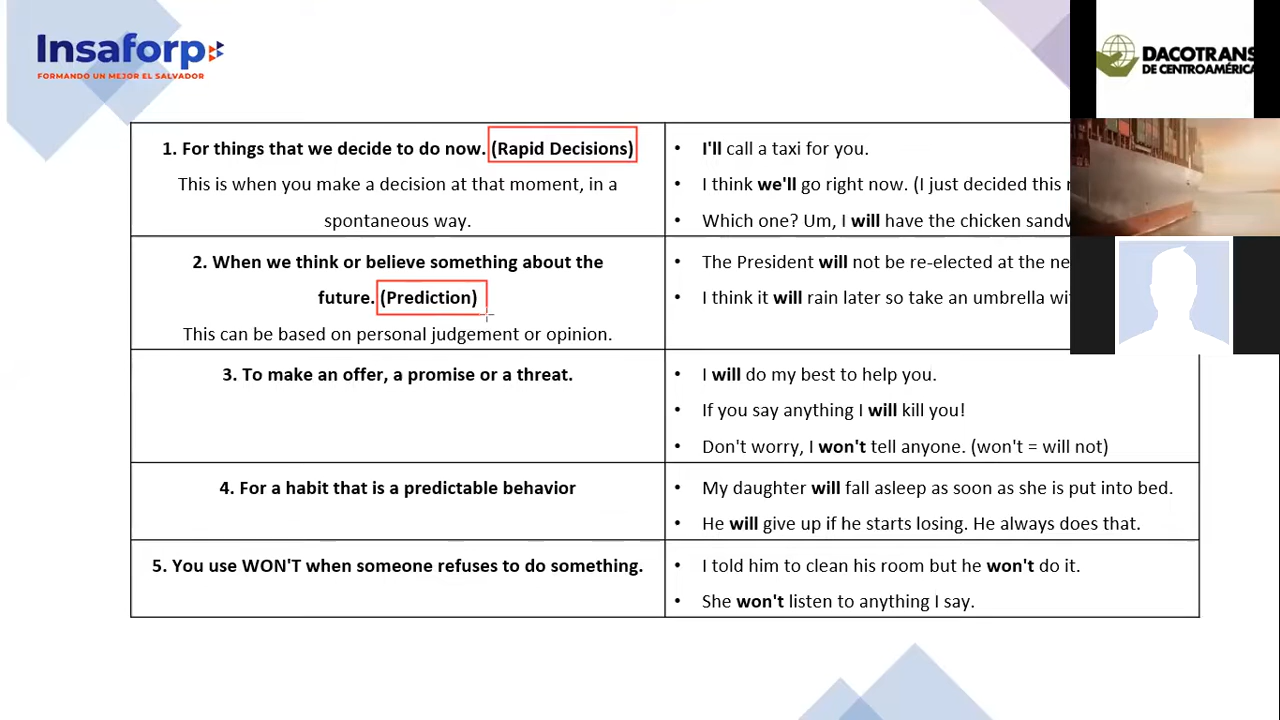 Insaforp
FORMANDO UN MEJOR EL SALVADOR
DACOTRANS
DE CENTROAMÉRICA
1. For things that we decide to do now. (Rapid Decisions)
This is when you make a decision at that moment, in a
spontaneous way.
• I'll call a taxi for you.
• I think we'll go right now. (I just decided this
• Which one? Um, I will have the chicken
2. When we think or believe something about the
future. (Prediction)
This can be based on personal judgement or opinion.
• The President will not be re-elected at the
• I think it will rain later so take an umbrella
3. To make an offer, a promise or a threat.
• I will do my best to help you.
• If you say anything I will kill you!
• Don't worry, I won't tell anyone. (won't = will not)
4. For a habit that is a predictable behavior
• My daughter will fall asleep as soon as she is put into bed.
• He will give up if he starts losing. He always does that.
5. You use WON'T when someone refuses to do something.
• I told him to clean his room but he won't do it.
• She won't listen to anything I say.